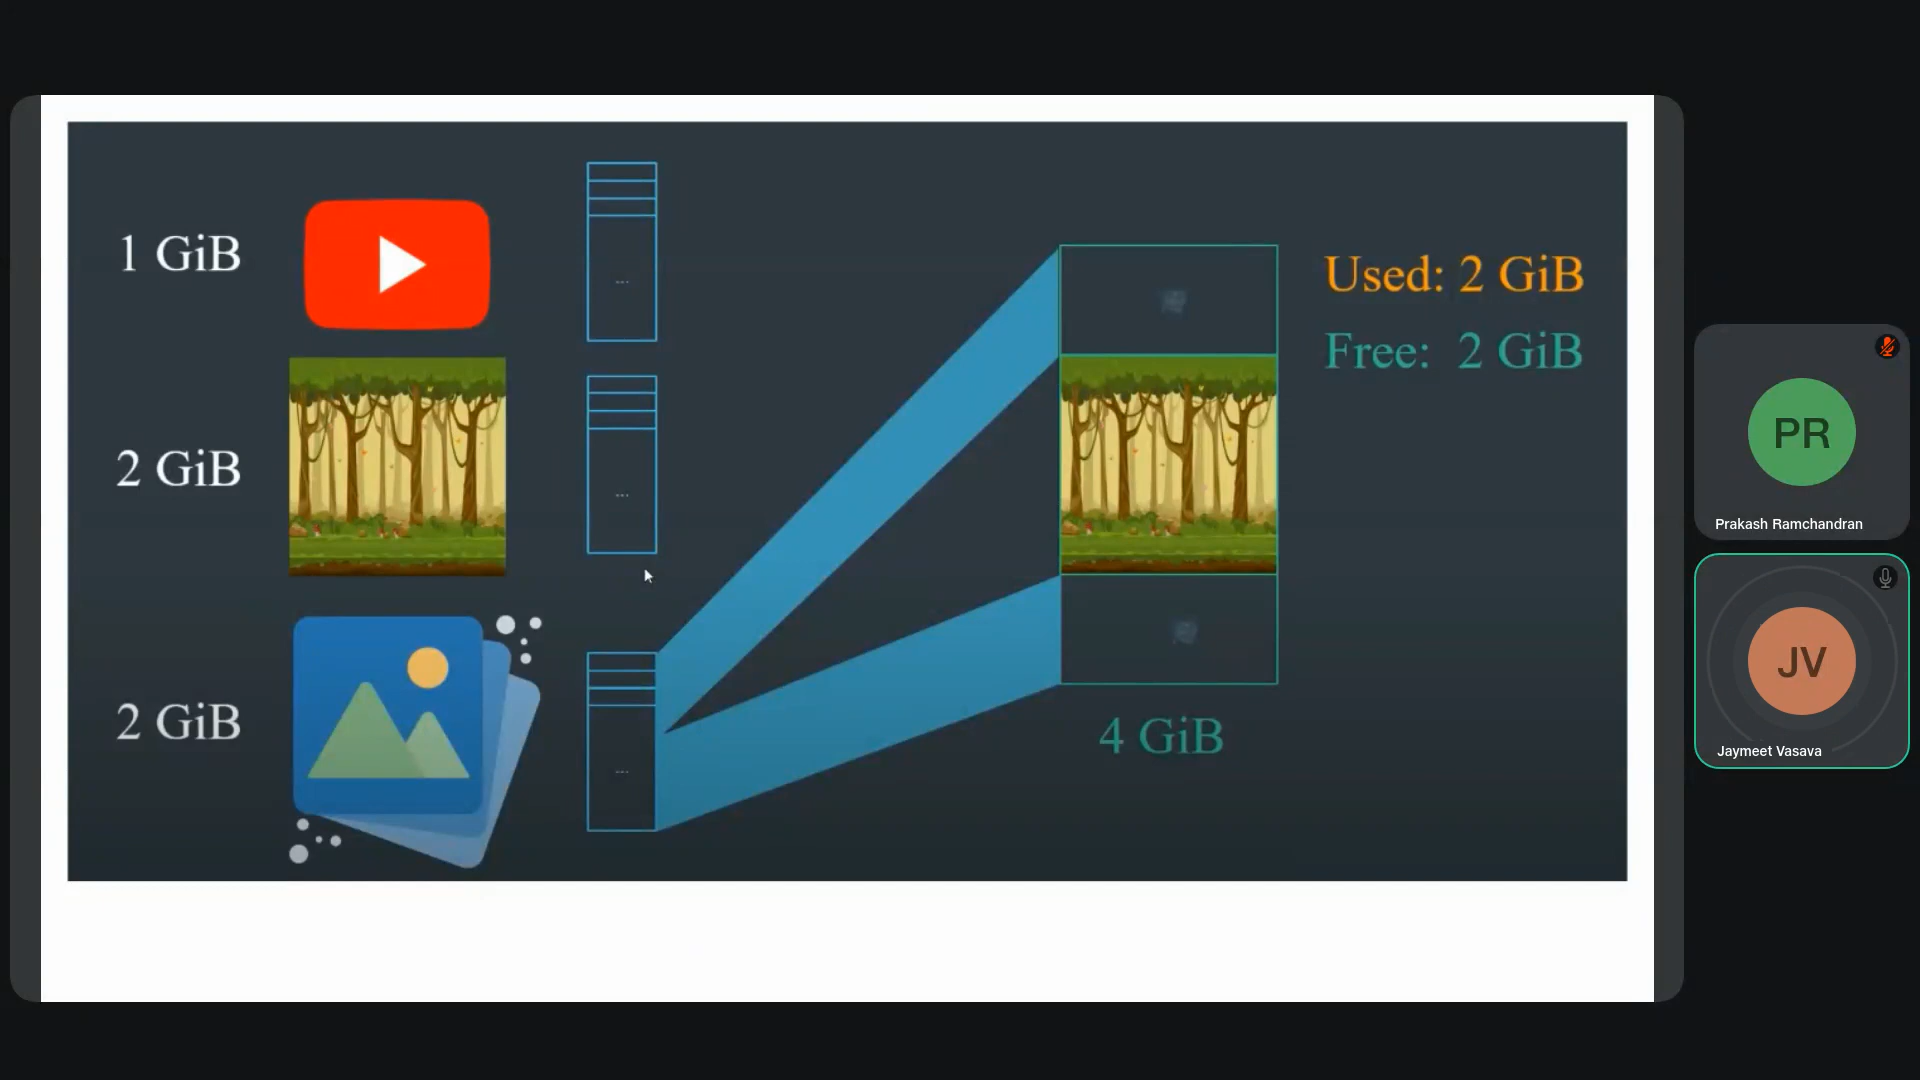 1 GiB
...
Used: 2 GiB
Free: 2 GiB
2 GiB
...
2 GiB
...
4 GiB
PR
Prakash Ramchandran
JV
Jaymeet Vasava